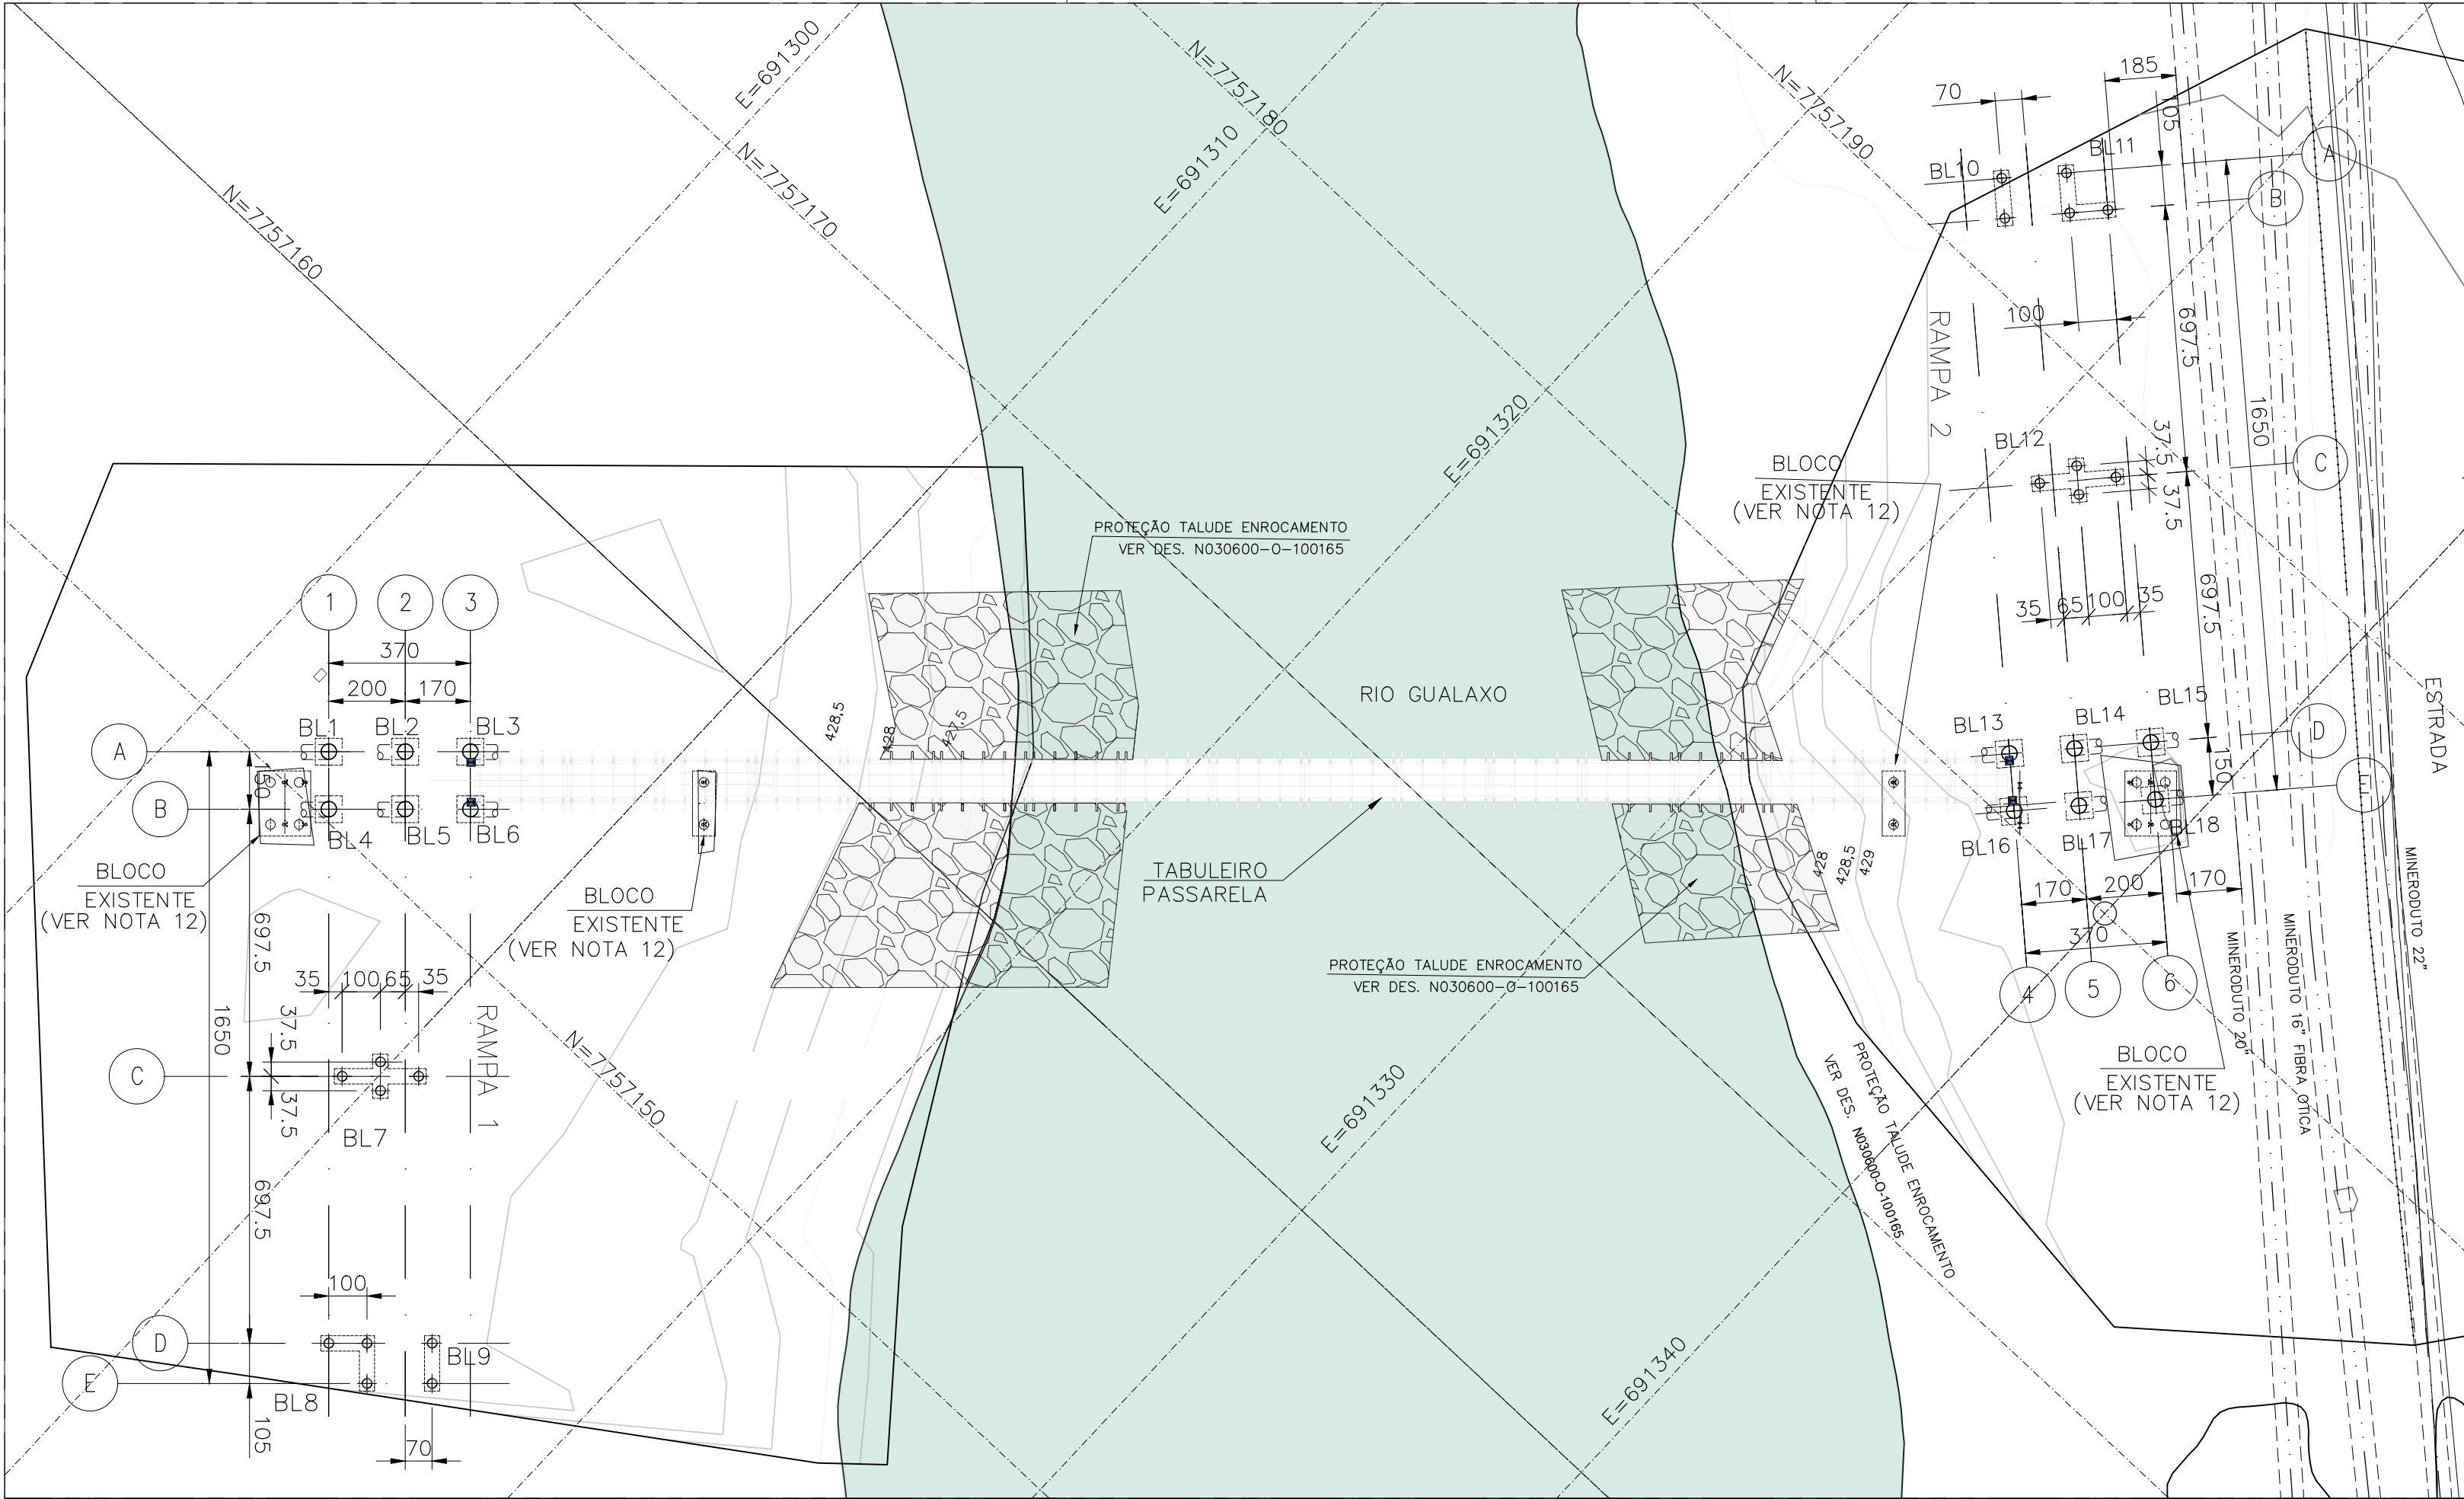 E=691300
N=7757180
N=7757190
185
70
105
A
BL11
BL10
B
N=7757170
E=691310
N=7757160
100
RAMPA 2
697.5
1650
E=691320
BL12
37.5
37.5
C
BLOCO
EXISTENTE
(VER NOTA 12)
PROTEÇÃO TALUDE ENROCAMENTO
VER DES. N030600-O-100165
1
2
3
370
200
170
35
65
100
35
697.5
RIO GUALAXO
ESTRADA
428,5
428
427,5
BL1
BL2
BL3
A
150
B
BL4
BL5
BL6
BL13
BL14
BL15
D
150
E
BL16
BL17
BL18
BLOCO
EXISTENTE
(VER NOTA 12)
BLOCO
EXISTENTE
(VER NOTA 12)
TABULEIRO
PASSARELA
428
428,5
429
170
200
170
370
4
5
6
MINERODUTO 20"
MINERODUTO 16" FIBRA OTICA
MINERODUTO 22"
697.5
35
100
65
35
PROTEÇÃO TALUDE ENROCAMENTO
VER DES. N030600-O-100165
1650
37.5
37.5
C
RAMPA 1
BL7
N=7757150
E=691330
PROTEÇÃO TALUDE ENROCAMENTO
VER DES. N030600-O-100165
BLOCO
EXISTENTE
(VER NOTA 12)
697.5
100
D
E
BL8
BL9
105
70
E=691340